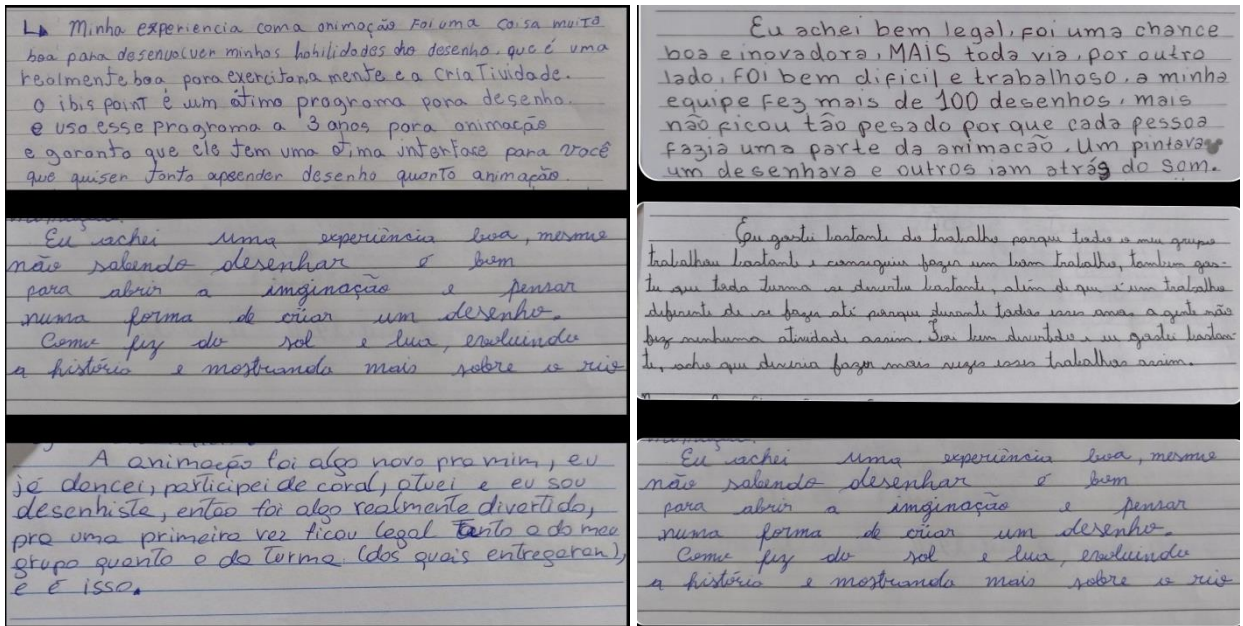 Minha experiencia coma animação Foi uma coisa muito
boa para desenvolver minhas habilidades do desenho, que é uma
realmente boa para exercitar a mente e a criatividade.
O ibis paint é um ótimo programa para desenho.
e uso esse programa a 3 anos para animação
e garanto que ele tem uma ótima interfase para você
que quiser tanto apsender desenho quanto animação.
Eu achei bem legal, foi uma chance
boa e inovadora, MAIS toda via, por outro
lado, FOI bem dificil e trabalhoso, a minha
equipe Fez mais de 100 desenhos, mais
não ficou tão pesado por que cada pessoa
fazia uma parte da animacão. Um pintava
um desenhava e outros iam atrás do som.
Eu achei uma experiência boa, mesmo
não sabendo desenhar é bom
para abrir a imginação e pensar
numa forma de criar um desenho.
Como fiz do sol e lua, evoluindo
a história e mostrando mais sobre o rio
Eu gostei bastante do trabalho porque todo o meu grupo
trabalhou bastante e conseguiu fazer um bom trabalho, também gos-
tei que toda turma se divertiu bastante, além de que é um trabalho
diferente de se fazer até porque durante todos esses anos a gente não
fez nenhuma atividade assim. Foi bem divertido e eu gostei bastan-
te, acho que deveria fazer mais vezes esses trabalhos assim.
A animação foi algo novo pra mim, eu
já dancei, participei de coral, atuei e eu sou
desenhista, então foi algo realmente divertido,
pra uma primeira vez ficou legal tanto o do meu
grupo quanto o da turma (dos quais entregaram),
e é isso.
Eu achei uma experiência boa, mesmo
não sabendo desenhar é bom
para abrir a imginação e pensar
numa forma de criar um desenho.
Como fiz do sol e lua, evoluindo
a história e mostrando mais sobre o rio